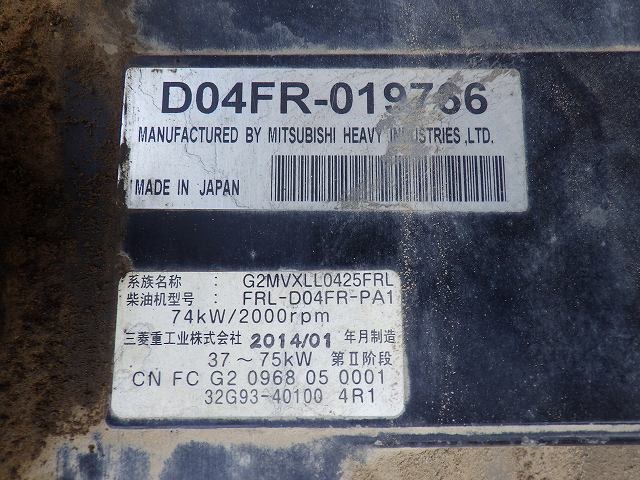 D04FR-019766
MANUFACTURED BY MITSUBISHI HEAVY INDUSTRIES,LTD.
MADE IN JAPAN
系族名称 : G2MVXLL0425FRL
柴油机型号 : FRL-D04FR-PA1
74kW/2000rpm
三菱重工业株式会社 2014/01 年月制造
37～75kW 第Ⅱ阶段
CN FC G2 0968 05 0001
32G93-40100 4R1